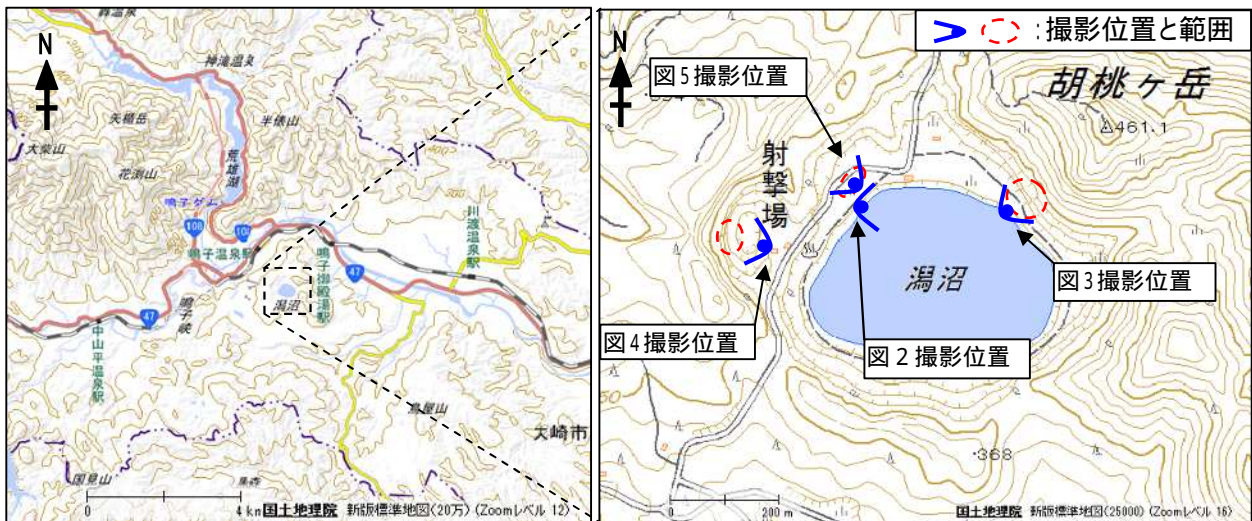 N
轟温泉
神滝温泉
矢櫃岳
半俵山
大柴山
花渕山
荒雄湖
鳴子ダム
300
108
108
鳴子温泉駅
鳴子御殿湯駅
川渡温泉駅
47
47
潟沼
鳴子峡
中山平温泉駅
大崎市
国見山
0
4 km
国土地理院 新版標準地図(20万) (Zoomレベル 12)
:撮影位置と範囲
N
図5撮影位置
胡桃ヶ岳
461.1
射撃場
潟沼
図3撮影位置
図4撮影位置
図2撮影位置
・368
0
200 m
国土地理院 新版標準地図(25000) (Zoomレベル 16)